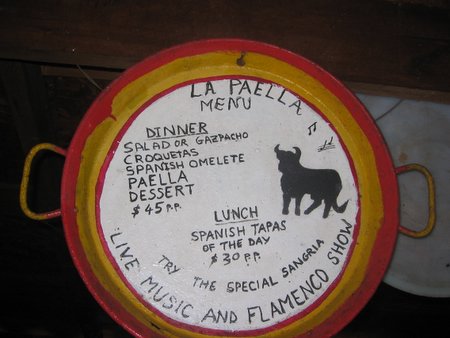 LA PAELLA
MENU
DINNER
SALAD OR GAZPACHO
CROQUETAS
SPANISH OMELETE
PAELLA
DESSERT
$45 P.P.
LUNCH
SPANISH TAPAS
OF THE DAY
$30 P.P.
TRY THE SPECIAL SANGRIA
LIVE MUSIC AND FLAMENCO SHOW